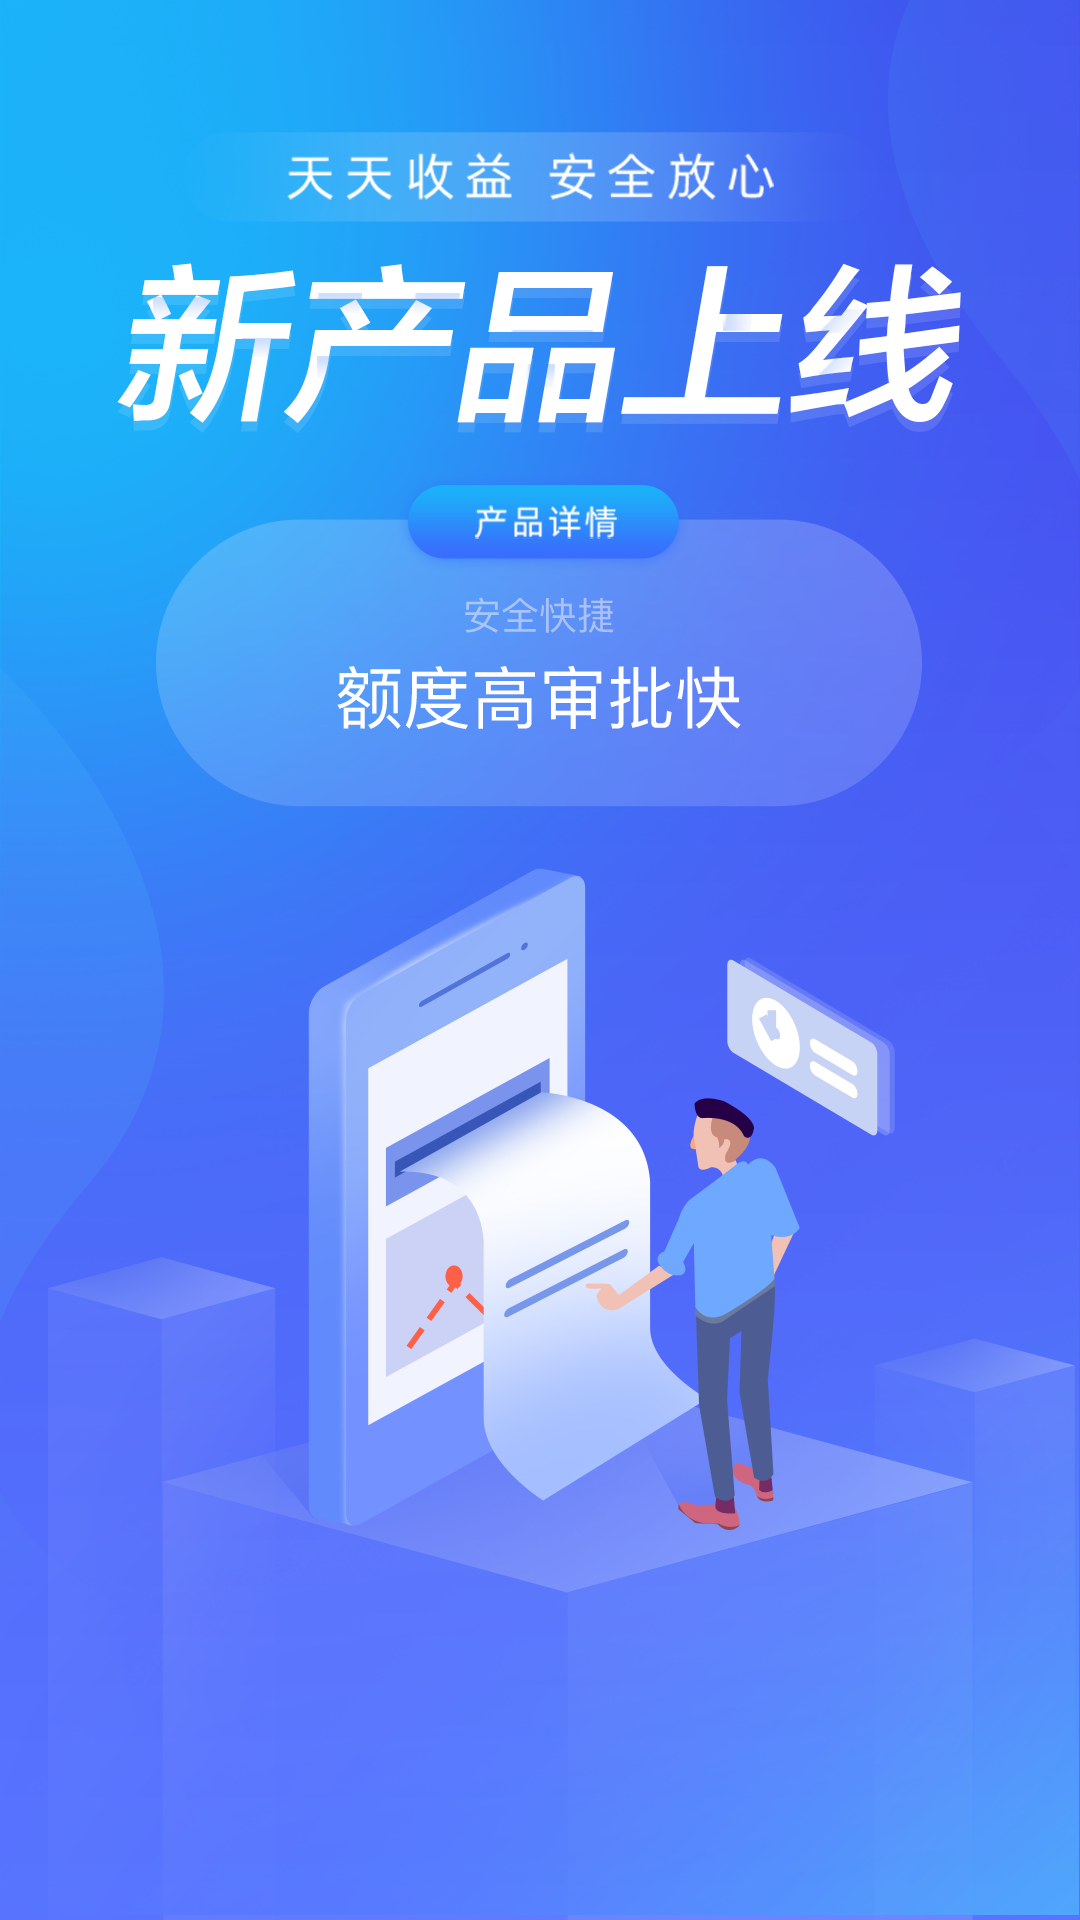 天天收益 安全放心
新产品上线
产品详情
安全快捷
额度高审批快